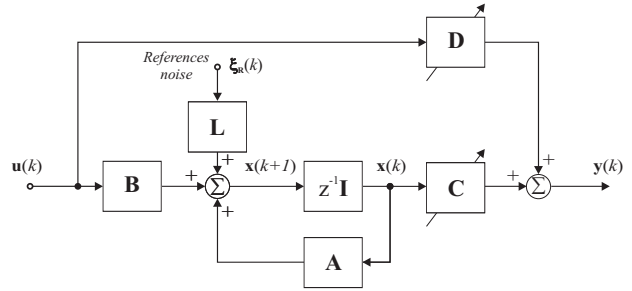 D
References
noise
ξR(k)
L
u(k)
B
+
+
Σ
+
x(k+1)
z⁻¹I
x(k)
C
+
+
Σ
y(k)
A